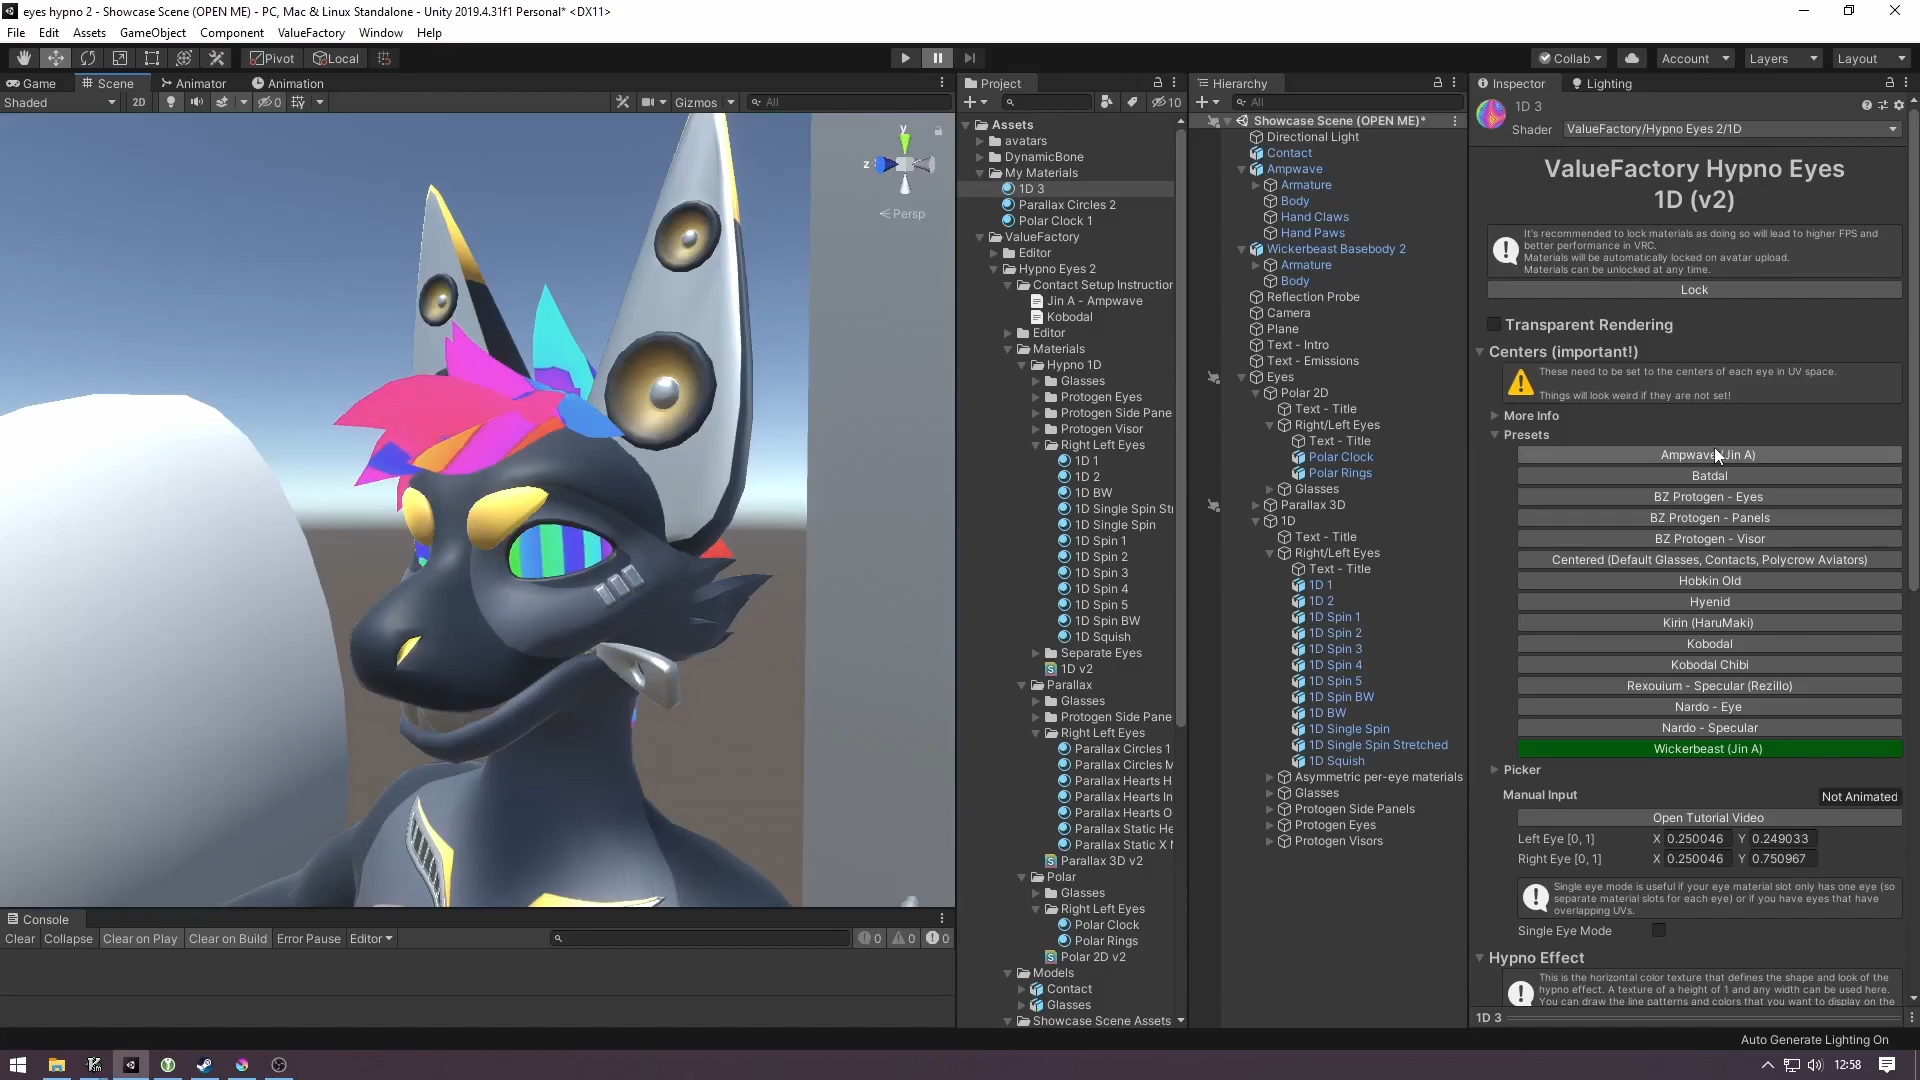 eyes hypno 2 - Showcase Scene (OPEN ME) - PC, Mac & Linux Standalone - Unity 2019.4.31f1 Personal* <DX11>
File Edit Assets GameObject Component ValueFactory Window Help
Pivot Local
Collab Account Layers Layout
Game Scene Animator Animation
Shaded 2D 0 Gizmos All
y
z
Persp
Console
Clear Collapse Clear on Play Clear on Build Error Pause Editor 0 0 0
Project
10
Assets
avatars
DynamicBone
My Materials
1D 3
Parallax Circles 2
Polar Clock 1
ValueFactory
Editor
Hypno Eyes 2
Contact Setup Instruction
Jin A - Ampwave
Kobodal
Editor
Materials
Hypno 1D
Glasses
Protogen Eyes
Protogen Side Pane
Protogen Visor
Right Left Eyes
1D 1
1D 2
1D BW
1D Single Spin St
1D Single Spin
1D Spin 1
1D Spin 2
1D Spin 3
1D Spin 4
1D Spin 5
1D Spin BW
1D Squish
Separate Eyes
1D v2
Parallax
Glasses
Protogen Side Pane
Right Left Eyes
Parallax Circles 1
Parallax Circles M
Parallax Hearts H
Parallax Hearts In
Parallax Hearts O
Parallax Static He
Parallax Static X M
Parallax 3D v2
Polar
Glasses
Right Left Eyes
Polar Clock
Polar Rings
Polar 2D v2
Models
Contact
Glasses
Showcase Scene Assets
Hierarchy
All
Showcase Scene (OPEN ME)*
Directional Light
Contact
Ampwave
Armature
Body
Hand Claws
Hand Paws
Wickerbeast Basebody 2
Armature
Body
Reflection Probe
Camera
Plane
Text - Intro
Text - Emissions
Eyes
Polar 2D
Text - Title
Right/Left Eyes
Text - Title
Polar Clock
Polar Rings
Glasses
Parallax 3D
1D
Text - Title
Right/Left Eyes
Text - Title
1D 1
1D 2
1D Spin 1
1D Spin 2
1D Spin 3
1D Spin 4
1D Spin 5
1D Spin BW
1D BW
1D Single Spin
1D Single Spin Stretched
1D Squish
Asymmetric per-eye materials
Glasses
Protogen Side Panels
Protogen Eyes
Protogen Visors
Inspector Lighting
1D 3
Shader ValueFactory/Hypno Eyes 2/1D
ValueFactory Hypno Eyes
1D (v2)
It's recommended to lock materials as doing so will lead to higher FPS and
better performance in VRC.
Materials will be automatically locked on avatar upload.
Materials can be unlocked at any time.
Lock
Transparent Rendering
Centers (important!)
These need to be set to the centers of each eye in UV space.
Things will look weird if they are not set!
More Info
Presets
Ampwave (Jin A)
Batdal
BZ Protogen - Eyes
BZ Protogen - Panels
BZ Protogen - Visor
Centered (Default Glasses, Contacts, Polycrow Aviators)
Hobkin Old
Hyenid
Kirin (HaruMaki)
Kobodal
Kobodal Chibi
Rexouium - Specular (Rezillo)
Nardo - Eye
Nardo - Specular
Wickerbeast (Jin A)
Picker
Manual Input Not Animated
Open Tutorial Video
Left Eye [0, 1] X 0.250046 Y 0.249033
Right Eye [0, 1] X 0.250046 Y 0.750967
Single eye mode is useful if your eye material slot only has one eye (so
separate material slots for each eye) or if you have eyes that have
overlapping UVs.
Single Eye Mode
Hypno Effect
This is the horizontal color texture that defines the shape and look of the
hypno effect. A texture of a height of 1 and any width can be used here.
You can draw the line patterns and colors that you want to display on the
1D 3
Auto Generate Lighting On
12:58